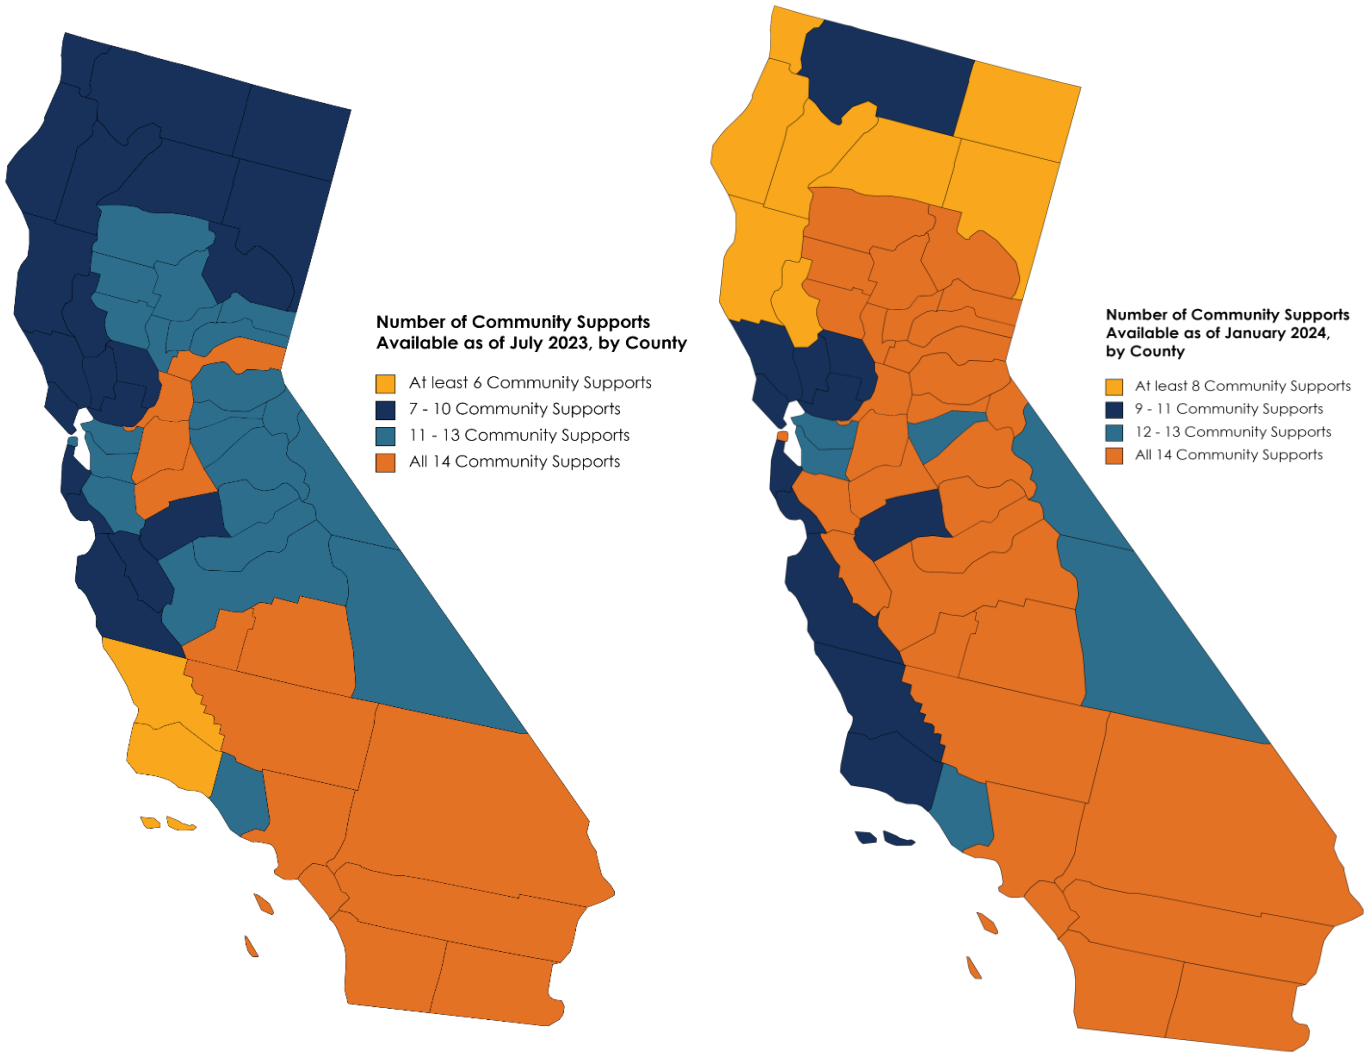 Number of Community Supports
Available as of July 2023, by County
At least 6 Community Supports
7 - 10 Community Supports
11 - 13 Community Supports
All 14 Community Supports
Number of Community Supports
Available as of January 2024,
by County
At least 8 Community Supports
9 - 11 Community Supports
12 - 13 Community Supports
All 14 Community Supports